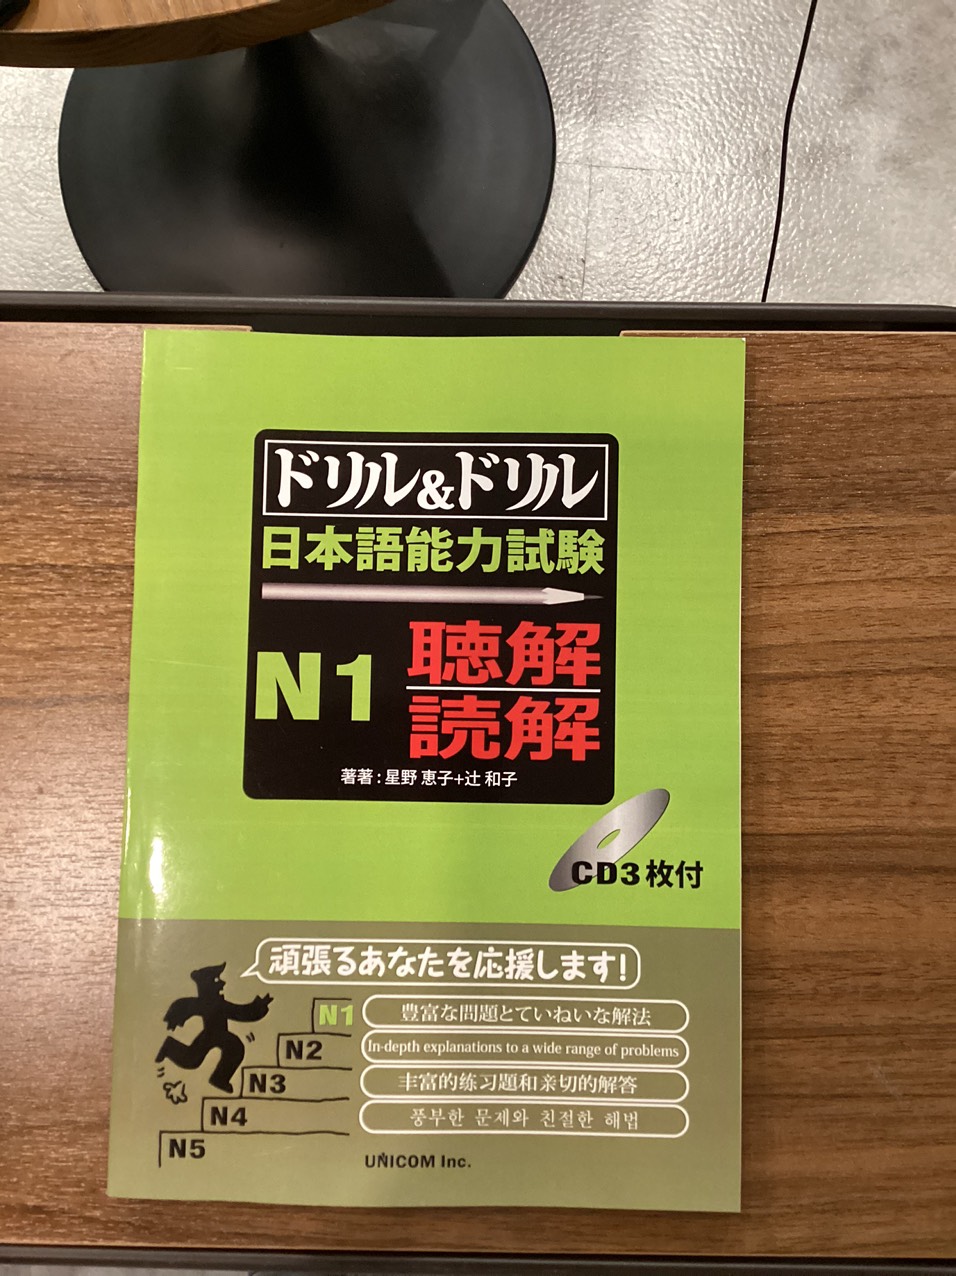 ドリル&ドリル
日本語能力試験
N1
聴解
読解
著著:星野 恵子+辻 和子
CD3枚付
頑張るあなたを応援します!
N1
豊富な問題とていねいな解法
N2
In-depth explanations to a wide range of problems
N3
丰富的练习题和亲切的解答
N4
풍부한 문제와 친절한 해법
N5
UNICOM Inc.